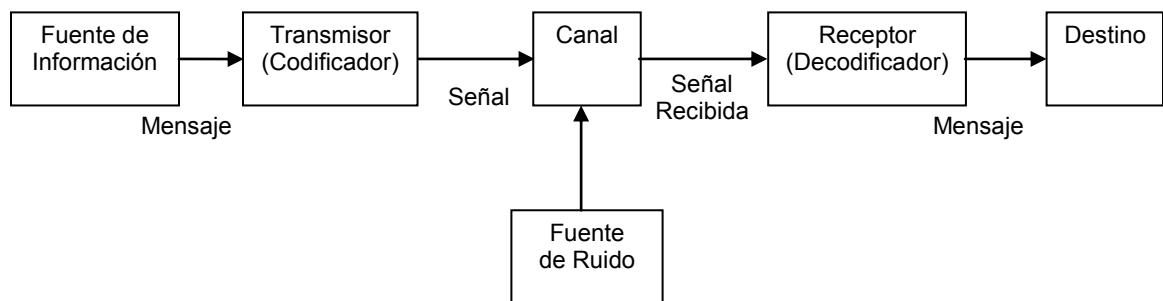 Fuente de
Información
Transmisor
(Codificador)
Canal
Receptor
(Decodificador)
Destino
Mensaje
Señal
Señal
Recibida
Mensaje
Fuente
de Ruido